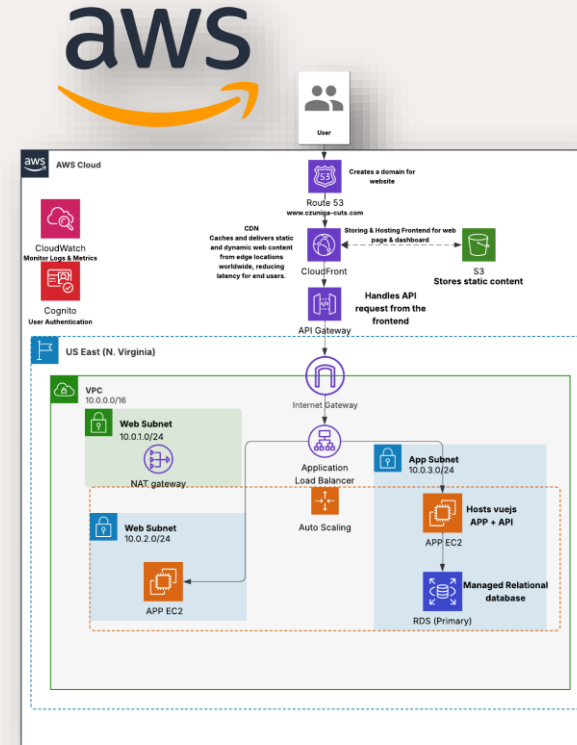 aws
User
aws
AWS Cloud
53
Creates a domain for
website
Route 53
www.czuniga-cuts.com
CloudWatch
Monitor Logs & Metrics
Cognito
User Authentication
CDN
Caches and delivers static
and dynamic web content
from edge locations
worldwide, reducing
latency for end users.
Storing & Hosting Frontend for web
page & dashboard
CloudFront
S3
Stores static content
Handles API
request from the
frontend
API Gateway
US East (N. Virginia)
Internet Gateway
VPC
10.0.0.0/16
Web Subnet
10.0.1.0/24
NAT gateway
Application
Load Balancer
App Subnet
10.0.3.0/24
Auto Scaling
Hosts vuejs
APP + API
APP EC2
Web Subnet
10.0.2.0/24
APP EC2
Managed Relational
database
RDS (Primary)